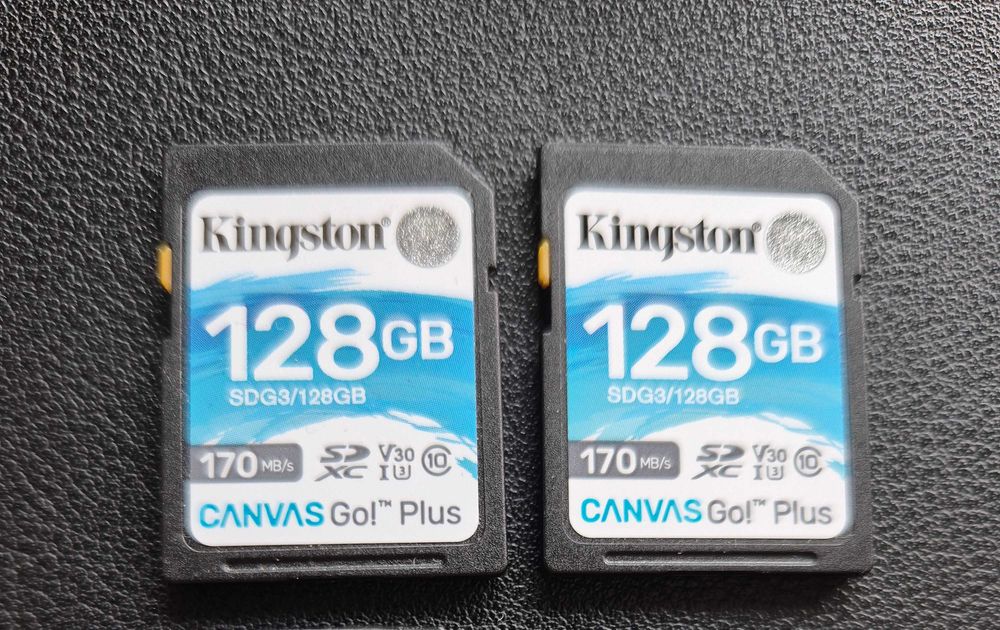 Kingston®
128GB
SDG3/128GB
170 MB/s SD XC V30 I U3 10
CANVAS Go!™ Plus
Kingston®
128GB
SDG3/128GB
170 MB/s SD XC V30 I U3 10
CANVAS Go!™ Plus